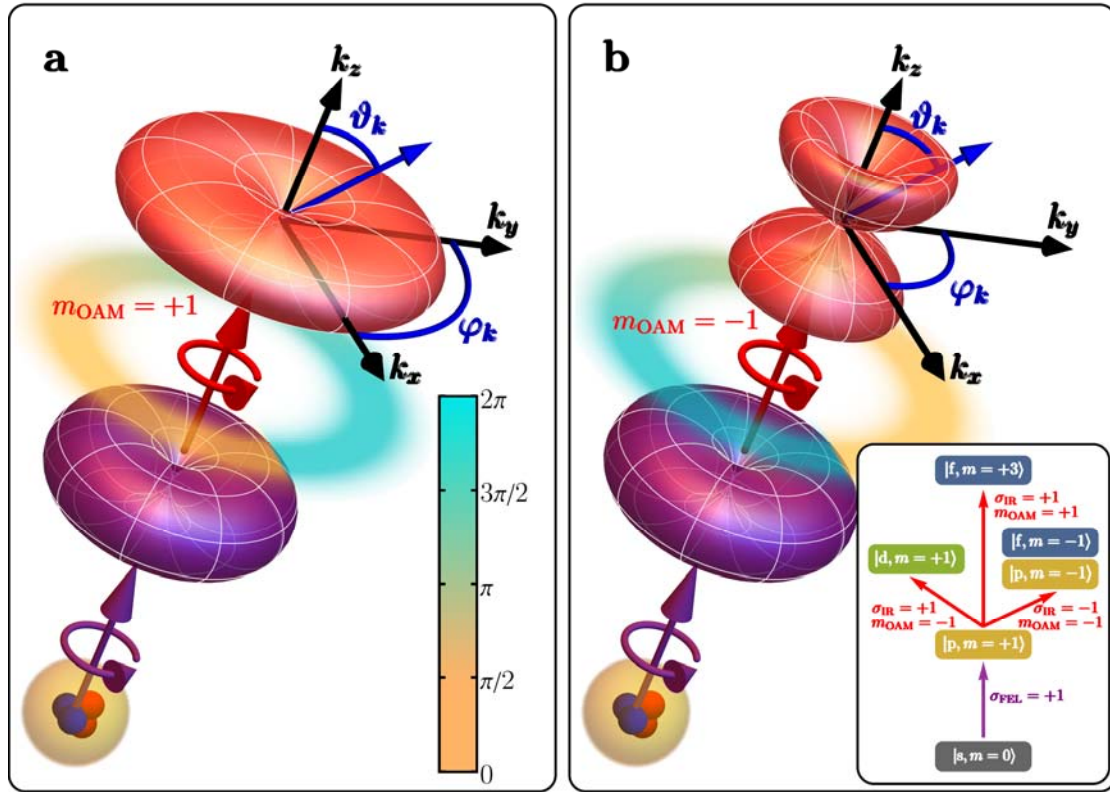 a
k_z
ϑ_k
k_y
m_OAM = +1
φ_k
k_x
2π
3π/2
π
π/2
0
b
k_z
ϑ_k
k_y
m_OAM = −1
φ_k
k_x
|f, m = +3⟩
σ_IR = +1
m_OAM = +1
|d, m = +1⟩
|f, m = −1⟩
|p, m = −1⟩
σ_IR = +1
m_OAM = −1
σ_IR = −1
m_OAM = −1
|p, m = +1⟩
σ_FEL = +1
|s, m = 0⟩